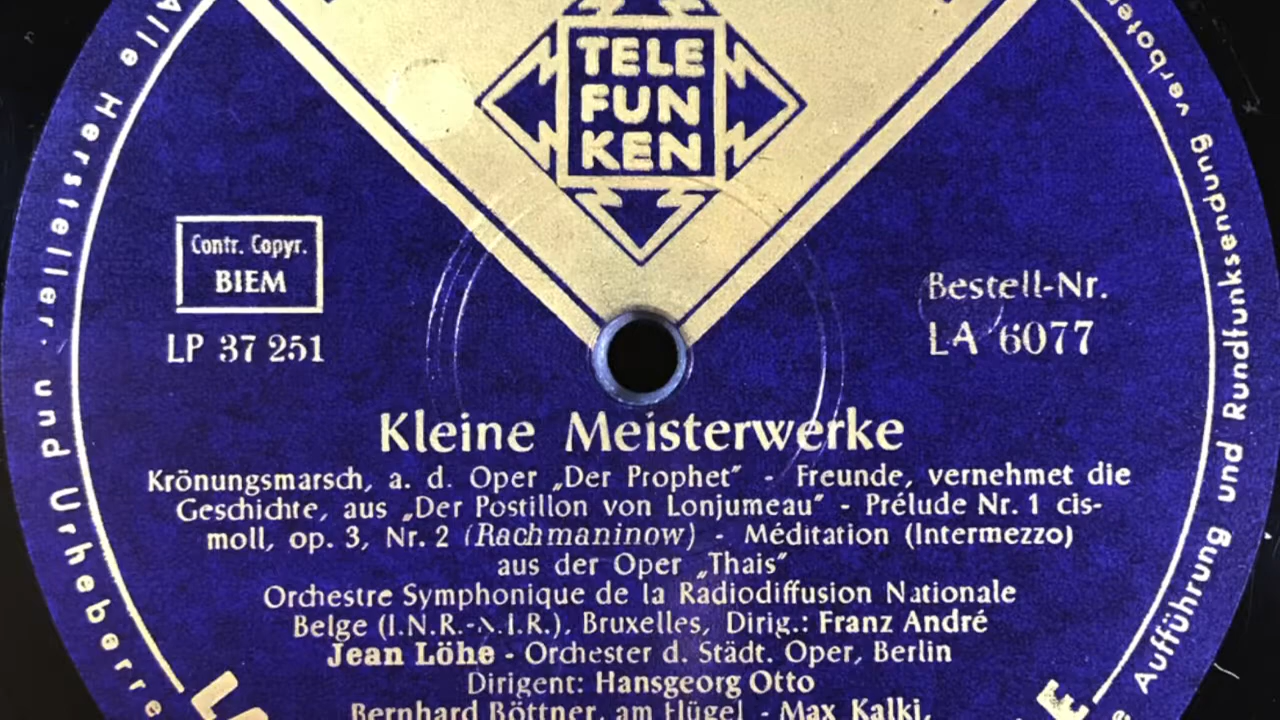 TELE
FUN
KEN
Contr. Copyr.
BIEM
LP 37 251
Bestell-Nr.
LA 6077
Kleine Meisterwerke
Krönungsmarsch, a. d. Oper „Der Prophet" - Freunde, vernehmet die
Geschichte, aus „Der Postillon von Lonjumeau" - Prélude Nr. 1 cis-
moll, op. 3, Nr. 2 (Rachmaninow) - Méditation (Intermezzo)
aus der Oper „Thais"
Orchestre Symphonique de la Radiodiffusion Nationale
Belge (I.N.R.-N.I.R.), Bruxelles, Dirig.: Franz André
Jean Löhe - Orchester d. Städt. Oper, Berlin
Dirigent: Hansgeorg Otto
Bernhard Böttner, am Flügel - Max Kalki,
Alle Hersteller- und Urheberre
Aufführung und Rundfunksendung verboten